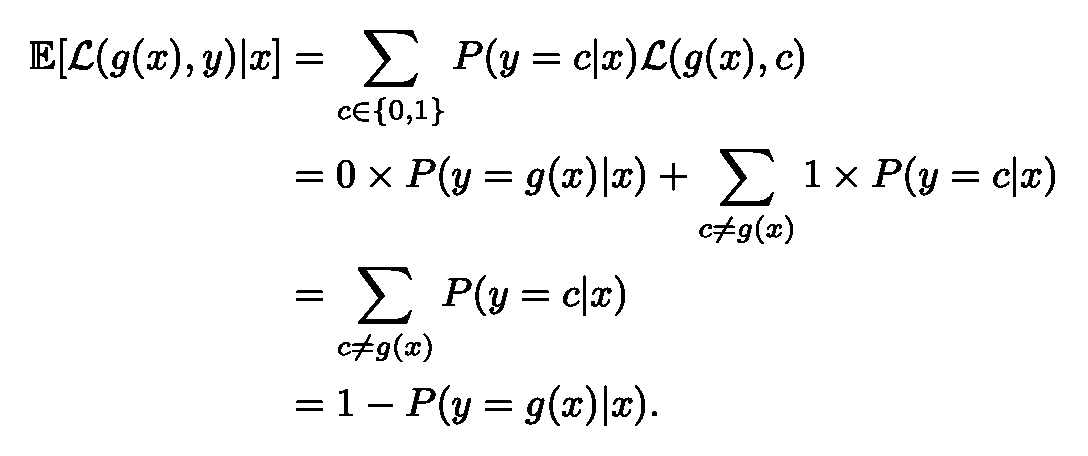 𝔼[ℒ(g(x), y)|x] = ∑_{c∈{0,1}} P(y = c|x)ℒ(g(x), c)
= 0 × P(y = g(x)|x) + ∑_{c≠g(x)} 1 × P(y = c|x)
= ∑_{c≠g(x)} P(y = c|x)
= 1 − P(y = g(x)|x).